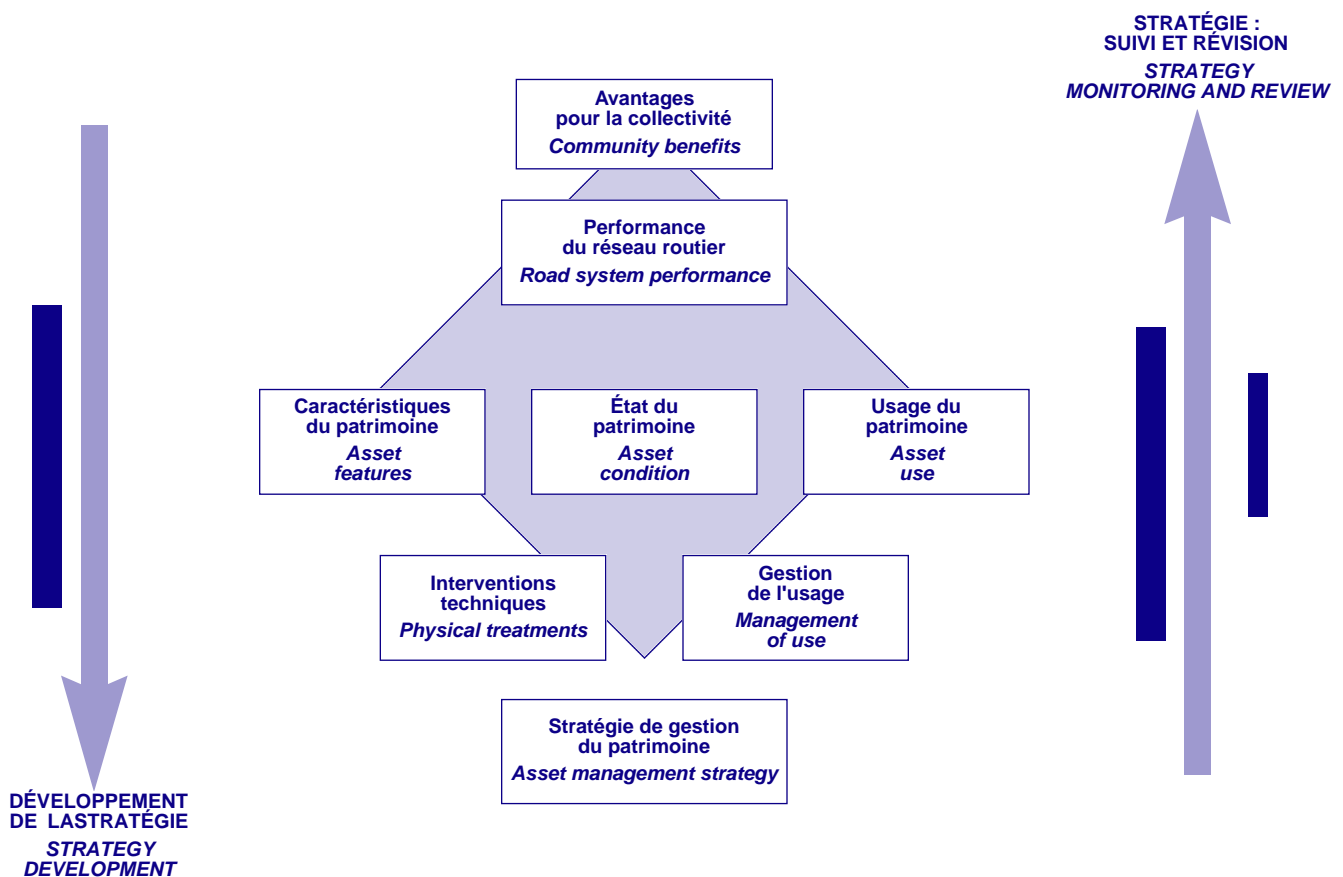 STRATÉGIE :
SUIVI ET RÉVISION
STRATEGY
MONITORING AND REVIEW
Avantages
pour la collectivité
Community benefits
Performance
du réseau routier
Road system performance
Caractéristiques
du patrimoine
Asset
features
État du
patrimoine
Asset
condition
Usage du
patrimoine
Asset
use
Interventions
techniques
Physical treatments
Gestion
de l'usage
Management
of use
Stratégie de gestion
du patrimoine
Asset management strategy
DÉVELOPPEMENT
DE LASTRATÉGIE
STRATEGY
DEVELOPMENT